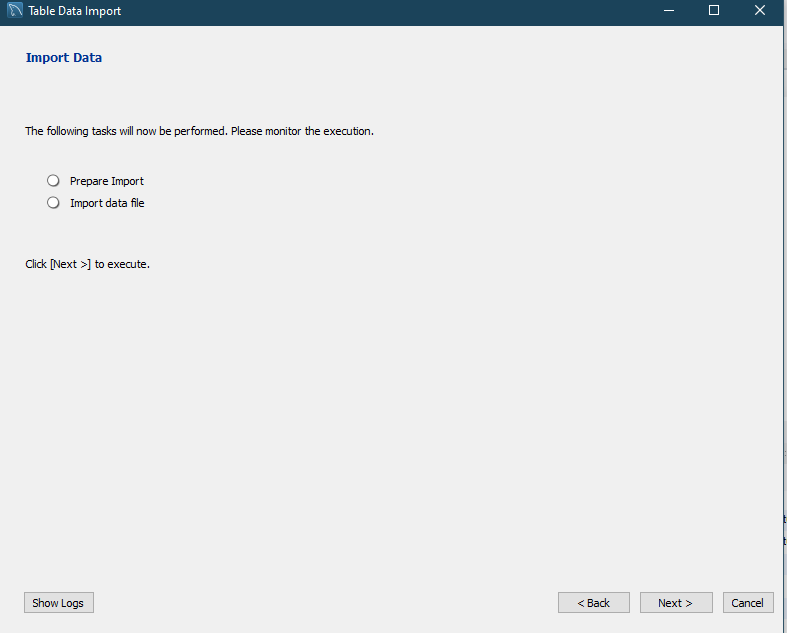 Table Data Import
Import Data
The following tasks will now be performed. Please monitor the execution.
Prepare Import
Import data file
Click [Next >] to execute.
Show Logs
< Back
Next >
Cancel